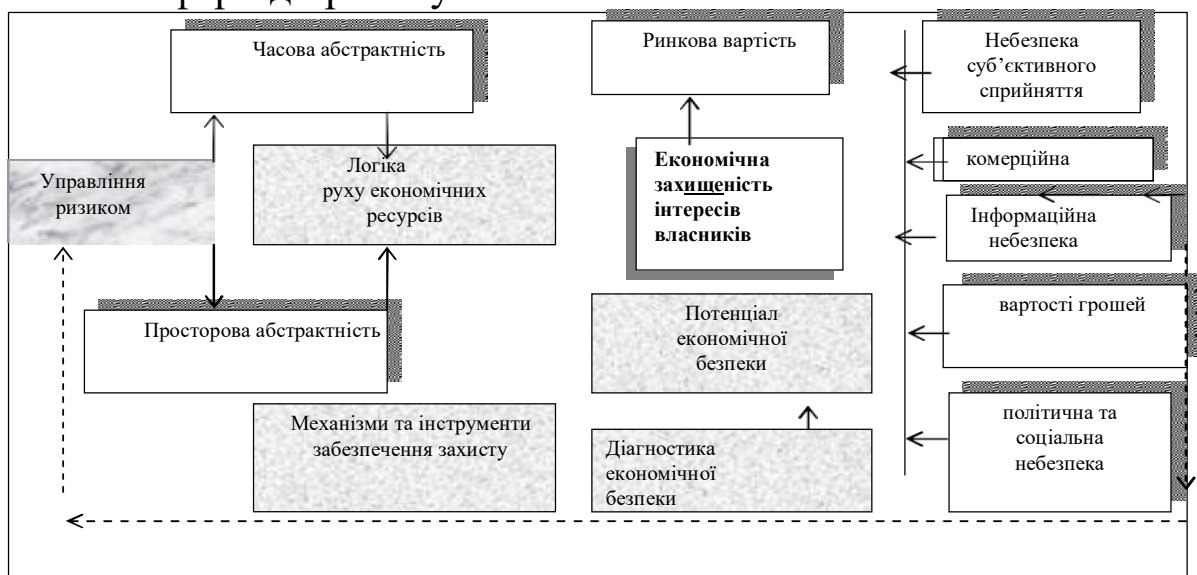 Часова абстрактність
Ринкова вартість
Небезпека
суб’єктивного
сприйняття
Управління
ризиком
Логіка
руху економічних
ресурсів
Економічна
захищеність
інтересів
власників
комерційна
Інформаційна
небезпека
Просторова абстрактність
Потенціал
економічної
безпеки
вартості грошей
Механізми та інструменти
забезпечення захисту
Діагностика
економічної
безпеки
політична та
соціальна
небезпека